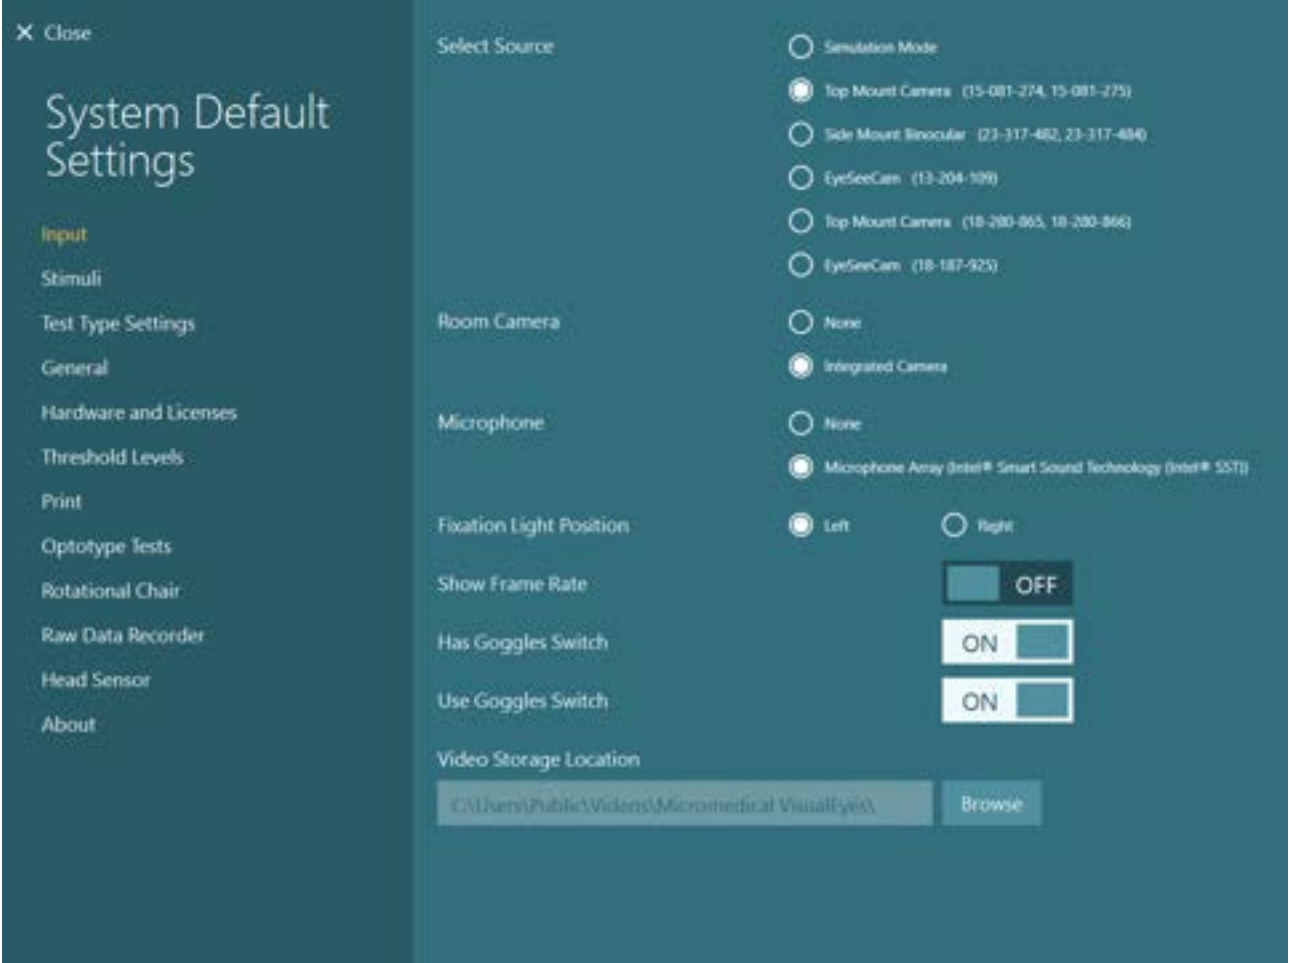 Close
System Default
Settings
Input
Stimuli
Test Type Settings
General
Hardware and Licenses
Threshold Levels
Print
Optotype Tests
Rotational Chair
Raw Data Recorder
Head Sensor
About
Select Source
Simulation Mode
Top Mount Camera (15-081-274, 15-081-275)
Side Mount Binocular (23-317-482, 23-317-484)
EyeSeeCam (13-204-109)
Top Mount Camera (18-280-865, 18-280-866)
EyeSeeCam (18-187-925)
Room Camera
None
Integrated Camera
Microphone
None
Microphone Array (Intel® Smart Sound Technology (Intel® SST))
Fixation Light Position
Left Right
Show Frame Rate OFF
Has Goggles Switch ON
Use Goggles Switch ON
Video Storage Location
C:\Users\Public\Videos\Micromedical VisualEyes\ Browse